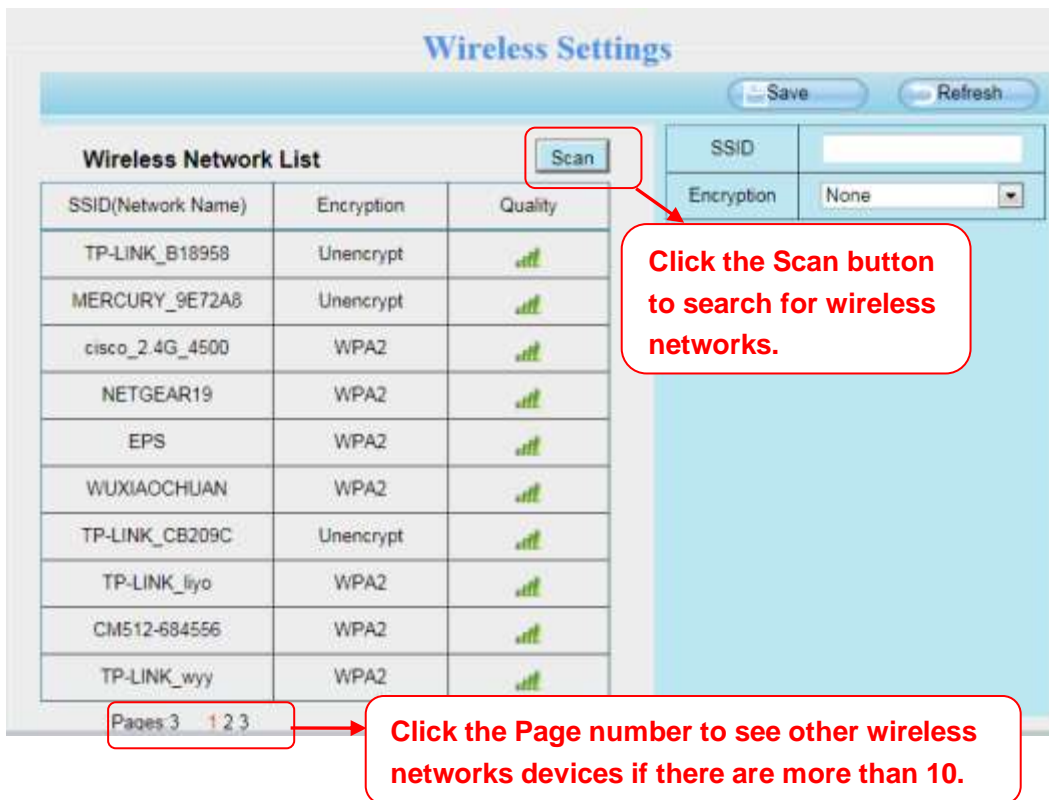 Wireless Settings
Save Refresh
Wireless Network List Scan
SSID
Encryption None
SSID(Network Name) Encryption Quality
TP-LINK_B18958 Unencrypt
MERCURY_9E72A8 Unencrypt
cisco_2.4G_4500 WPA2
NETGEAR19 WPA2
EPS WPA2
WUXIAOCHUAN WPA2
TP-LINK_CB209C Unencrypt
TP-LINK_liyo WPA2
CM512-684556 WPA2
TP-LINK_wyy WPA2
Pages:3 1 2 3
Click the Scan button
to search for wireless
networks.
Click the Page number to see other wireless
networks devices if there are more than 10.